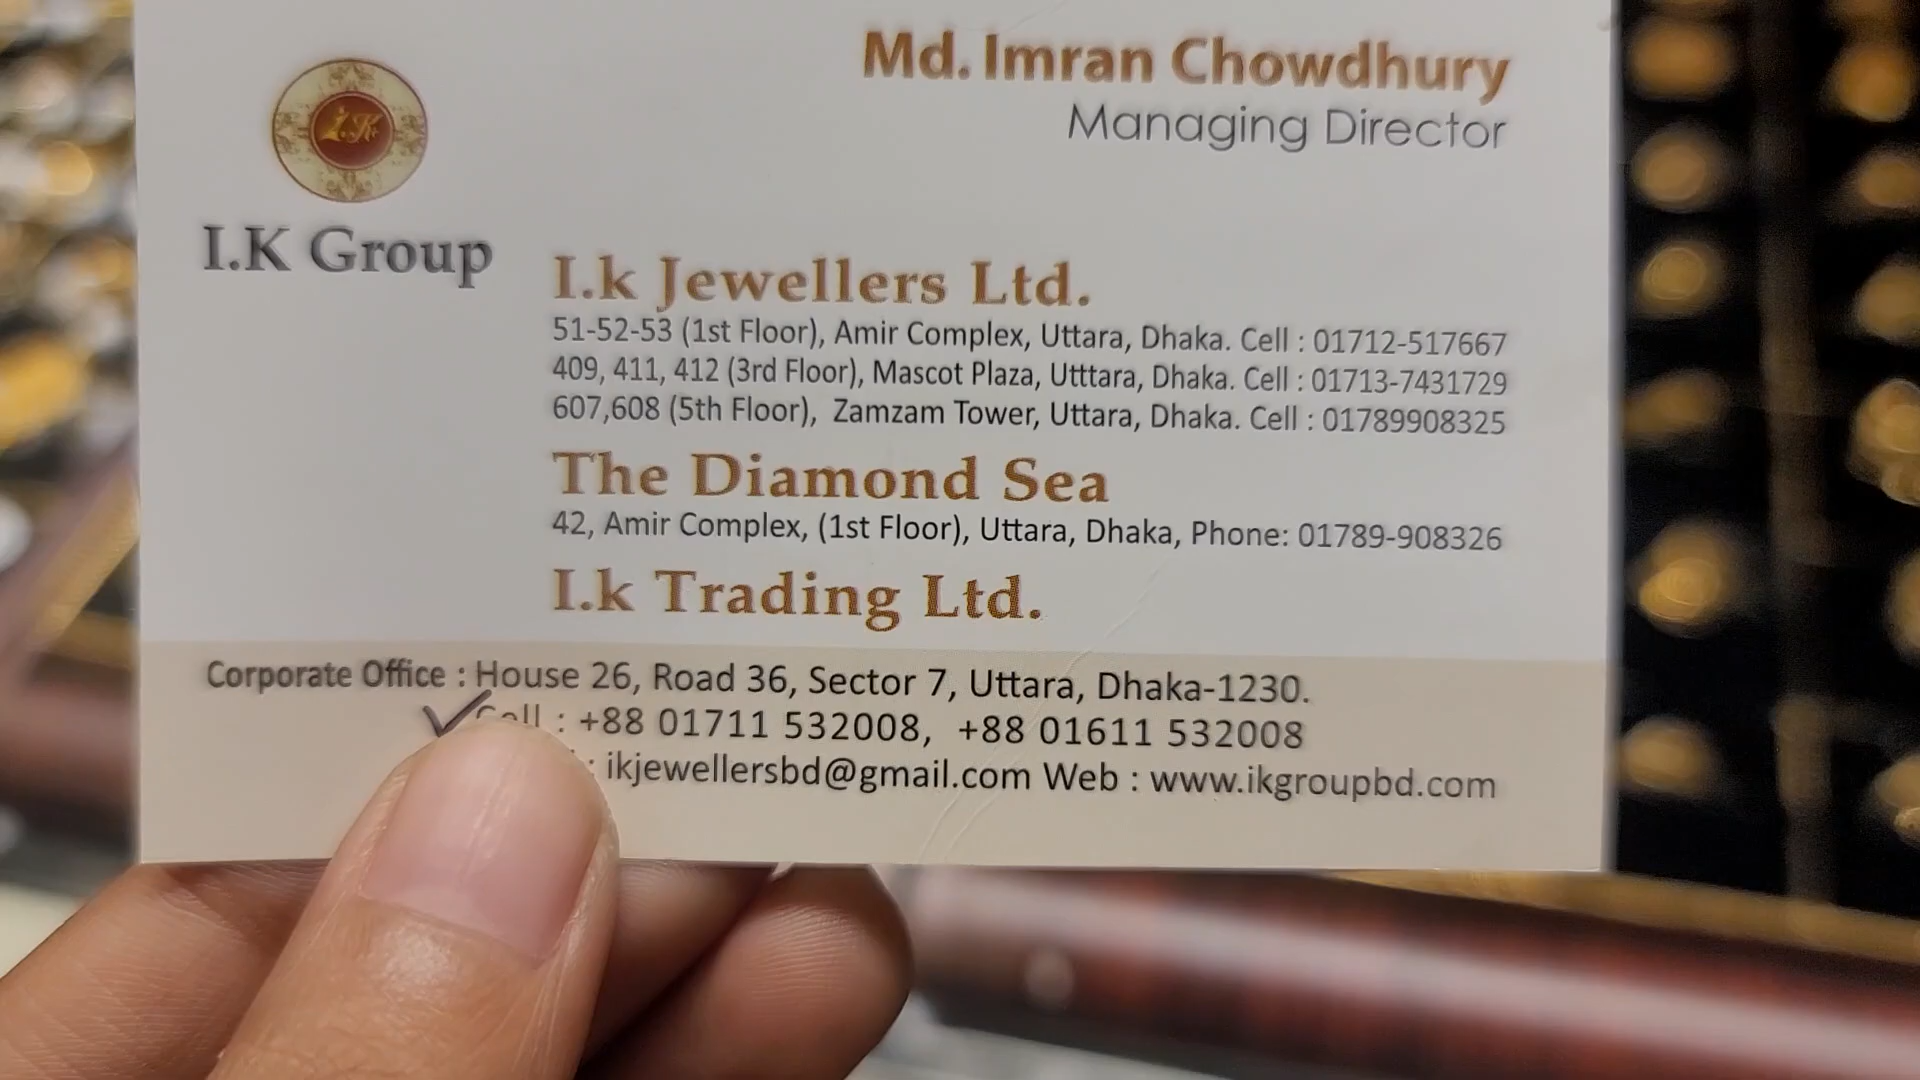 Md. Imran Chowdhury
Managing Director
I.K
I.K Group
I.k Jewellers Ltd.
51-52-53 (1st Floor), Amir Complex, Uttara, Dhaka. Cell : 01712-517667
409, 411, 412 (3rd Floor), Mascot Plaza, Utttara, Dhaka. Cell : 01713-7431729
607,608 (5th Floor), Zamzam Tower, Uttara, Dhaka. Cell : 01789908325
The Diamond Sea
42, Amir Complex, (1st Floor), Uttara, Dhaka, Phone: 01789-908326
I.k Trading Ltd.
Corporate Office : House 26, Road 36, Sector 7, Uttara, Dhaka-1230.
Cell : +88 01711 532008, +88 01611 532008
: ikjewellersbd@gmail.com Web : www.ikgroupbd.com